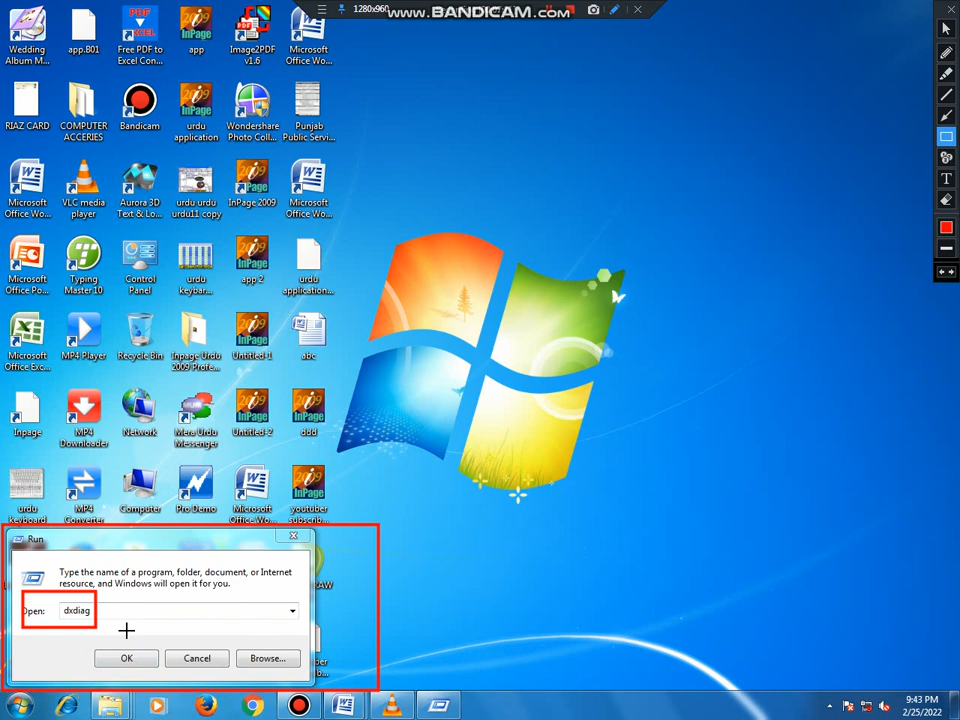 1280x960
www.BANDICAM.com
Wedding
Album M...
app.B01
Free PDF to
Excel Con...
app
Image2PDF
v1.6
Microsoft
Office Wo...
RIAZ CARD
COMPUTER
ACCERIES
Bandicam
urdu
application
Wondershare
Photo Coll...
Punjab
Public Servi...
Microsoft
Office Wo...
VLC media
player
Aurora 3D
Text & Lo...
urdu urdu
urdu11 copy
InPage 2009
Microsoft
Office Wo...
Microsoft
Office Po...
Typing
Master 10
Control
Panel
urdu
keybar...
app 2
urdu
application...
Microsoft
Office Exc...
MP4 Player
Recycle Bin
Inpage Urdu
2009 Profe...
Untitled-1
abc
Inpage
MP4
Downloader
Network
Mera Urdu
Messenger
Untitled-2
ddd
urdu
keyboard
MP4
Converter
Computer
Pro Demo
Microsoft
Office Wo...
youtuber
subscrib...
Run
Type the name of a program, folder, document, or Internet
resource, and Windows will open it for you.
Open: dxdiag
OK
Cancel
Browse...
9:43 PM
2/25/2022